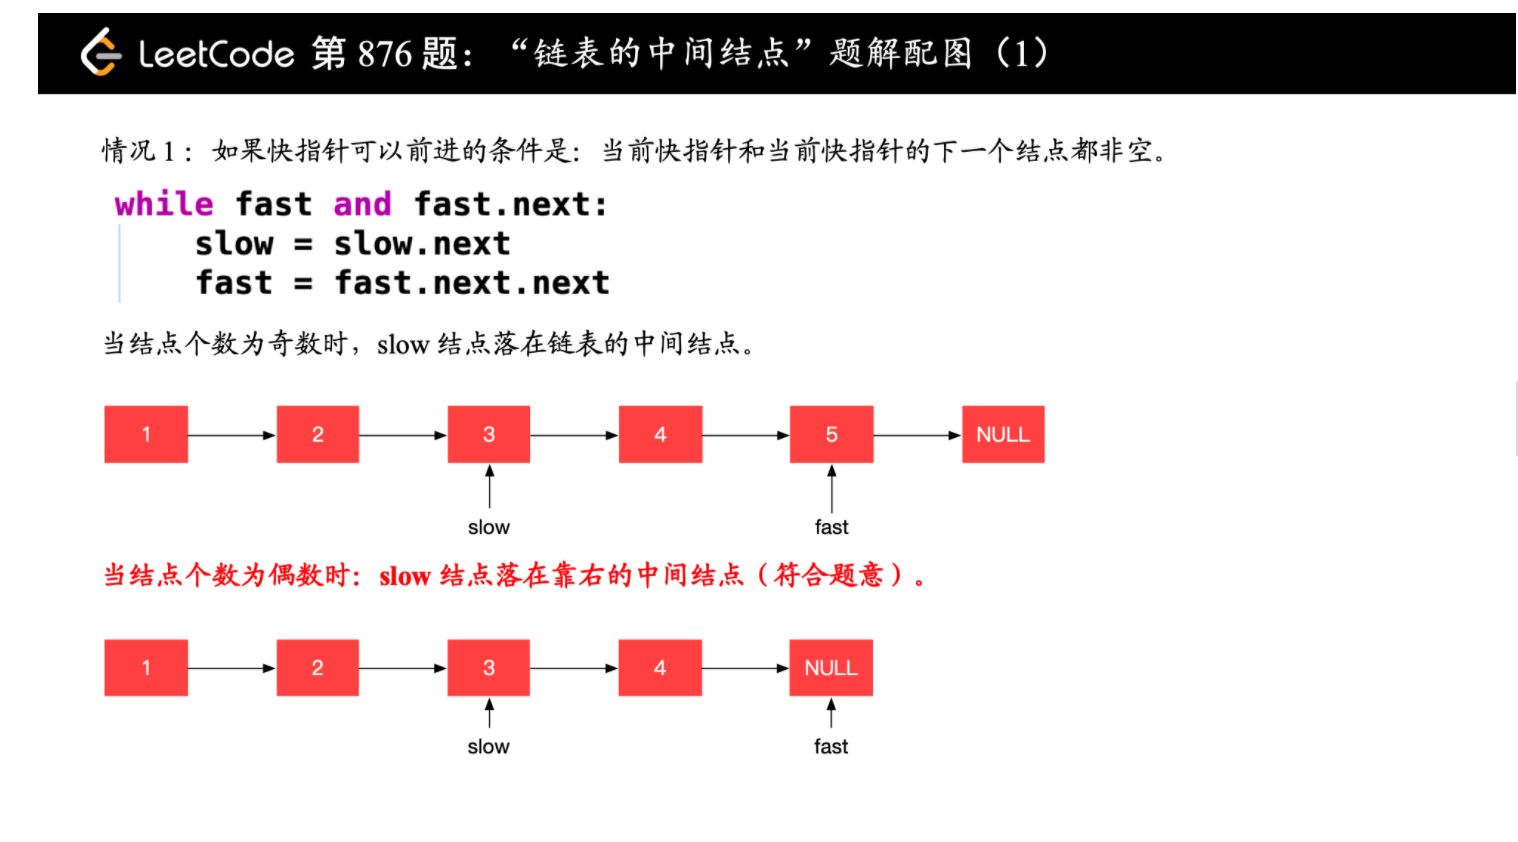 LeetCode 第 876 题：“链表的中间结点”题解配图（1）
情况 1：如果快指针可以前进的条件是：当前快指针和当前快指针的下一个结点都非空。
while fast and fast.next:
    slow = slow.next
    fast = fast.next.next
当结点个数为奇数时，slow 结点落在链表的中间结点。
1 2 3 4 5 NULL
slow fast
当结点个数为偶数时：slow 结点落在靠右的中间结点（符合题意）。
1 2 3 4 NULL
slow fast